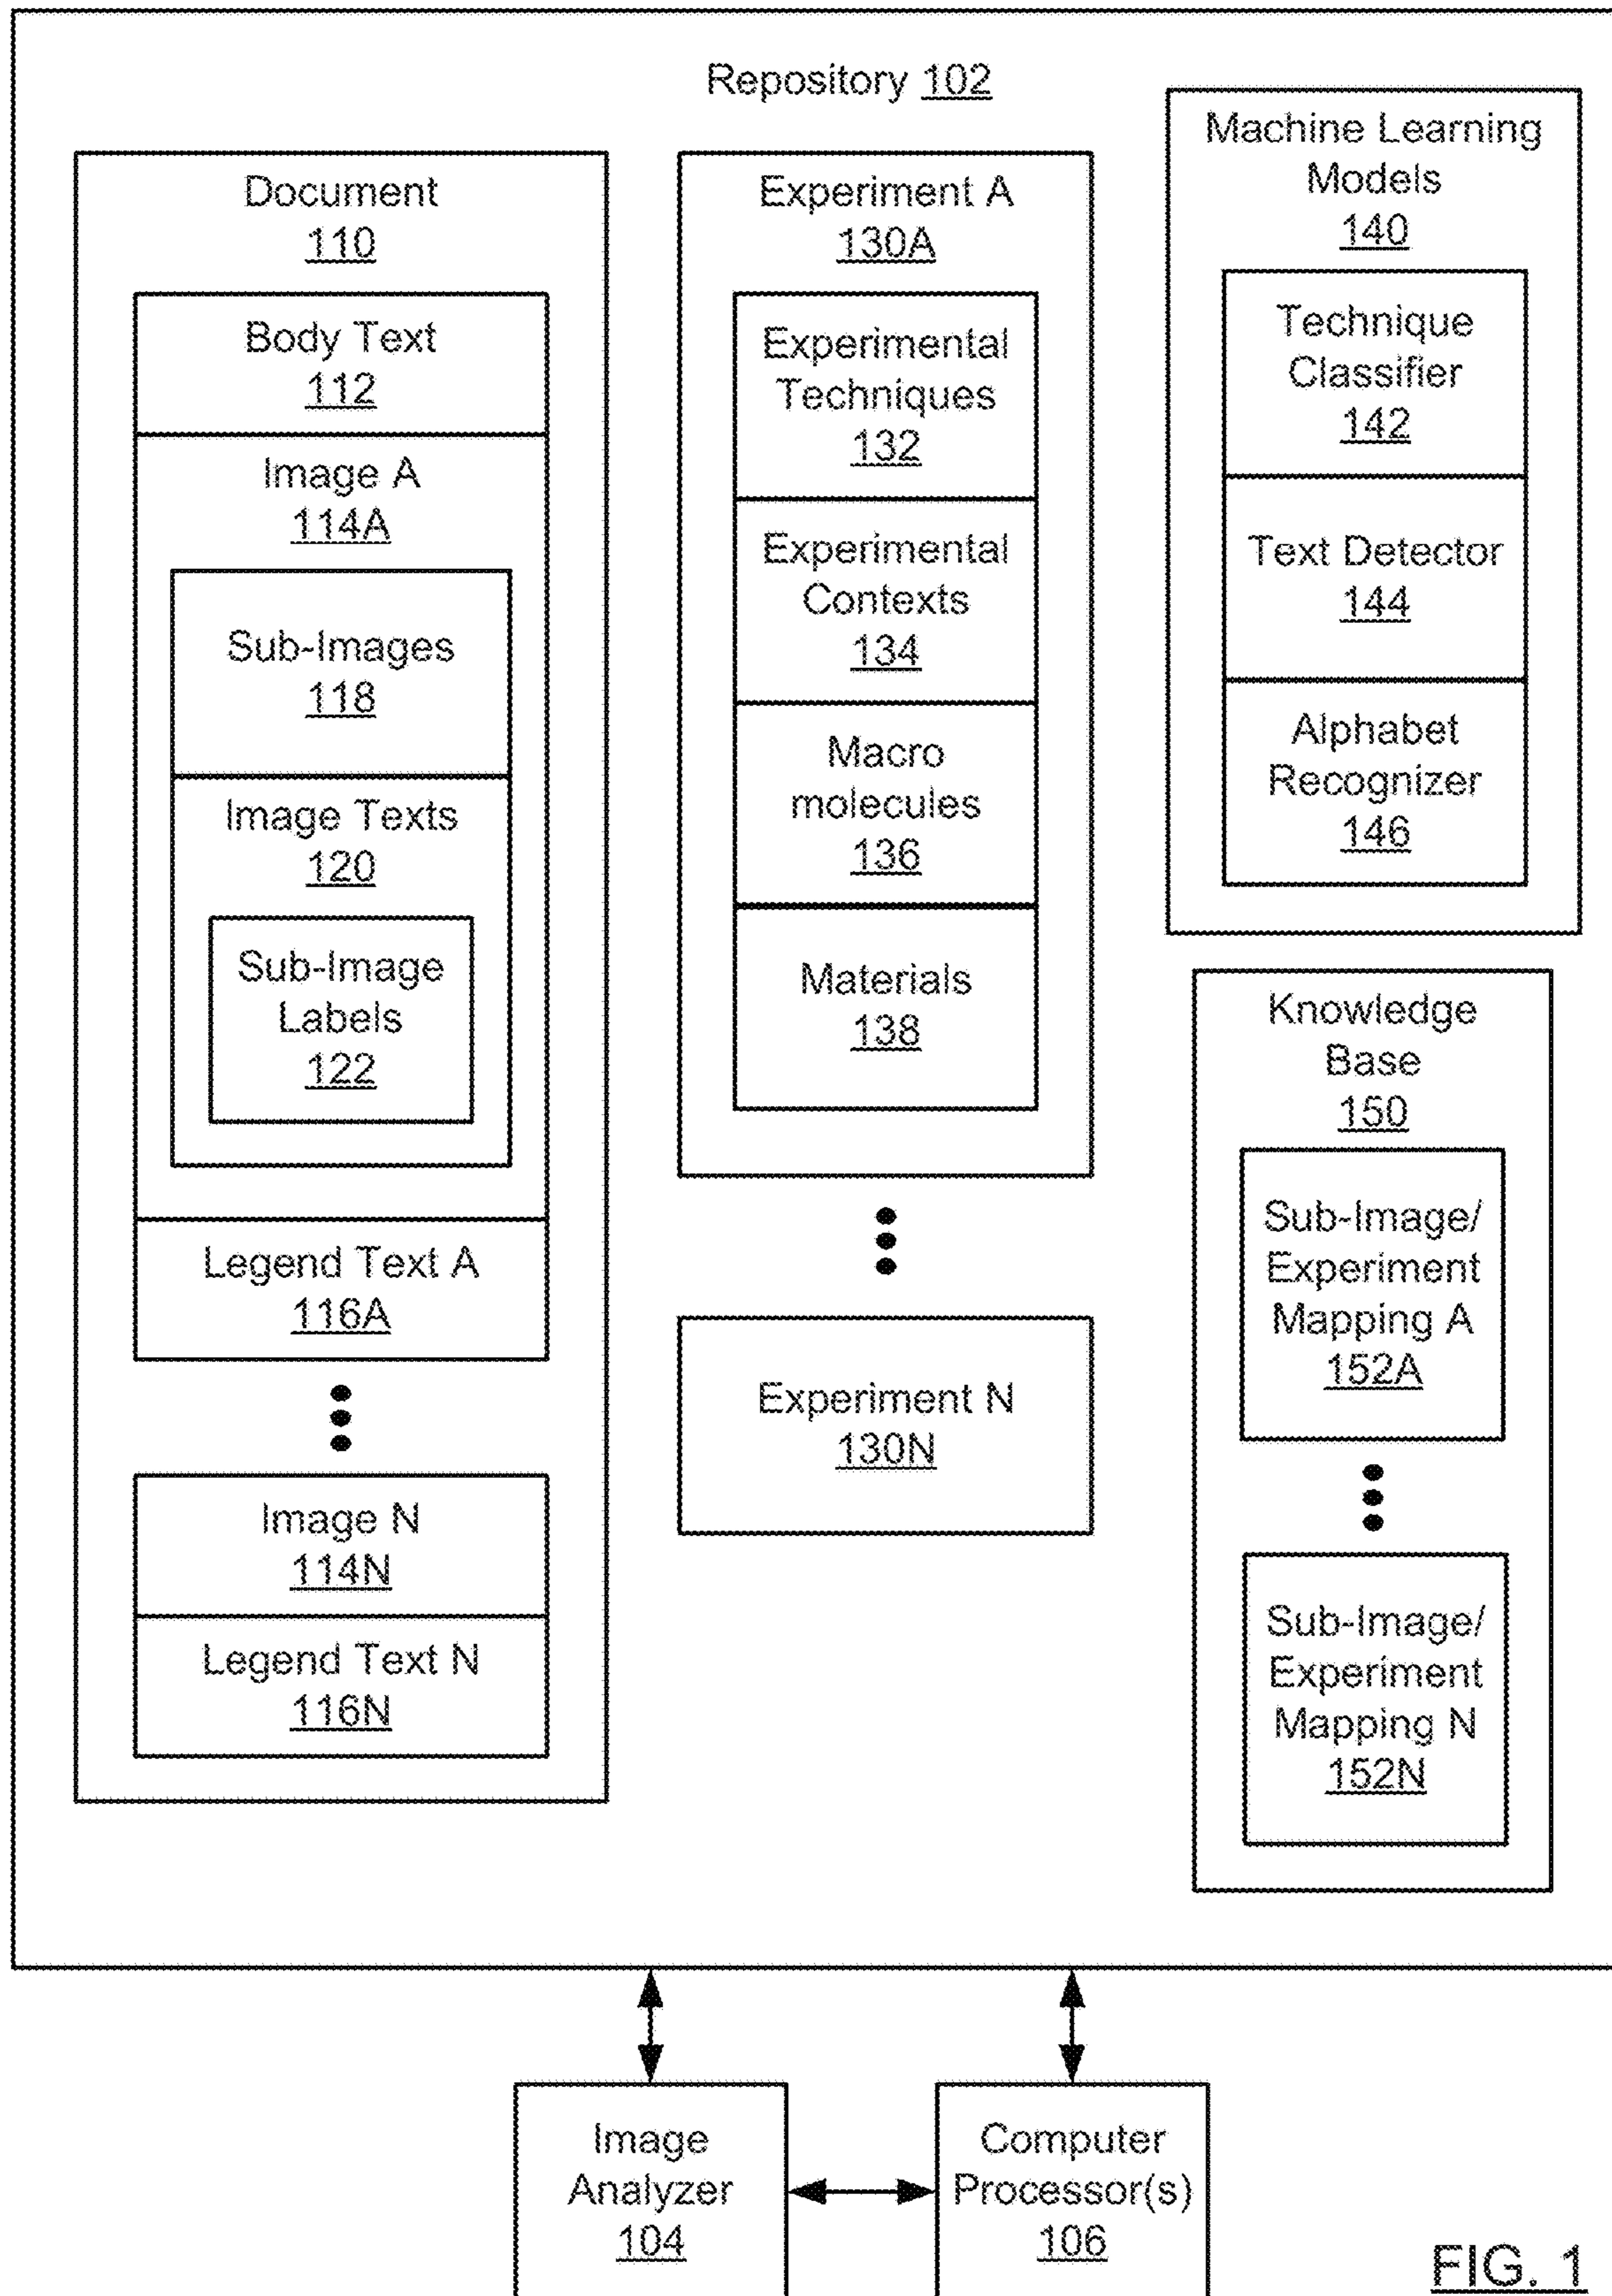 Repository 102
Document
110
Body Text
112
Image A
114A
Sub-Images
118
Image Texts
120
Sub-Image
Labels
122
Legend Text A
116A
Image N
114N
Legend Text N
116N
Experiment A
130A
Experimental
Techniques
132
Experimental
Contexts
134
Macro
molecules
136
Materials
138
Experiment N
130N
Machine Learning
Models
140
Technique
Classifier
142
Text Detector
144
Alphabet
Recognizer
146
Knowledge
Base
150
Sub-Image/
Experiment
Mapping A
152A
Sub-Image/
Experiment
Mapping N
152N
Image
Analyzer
104
Computer
Processor(s)
106
FIG. 1